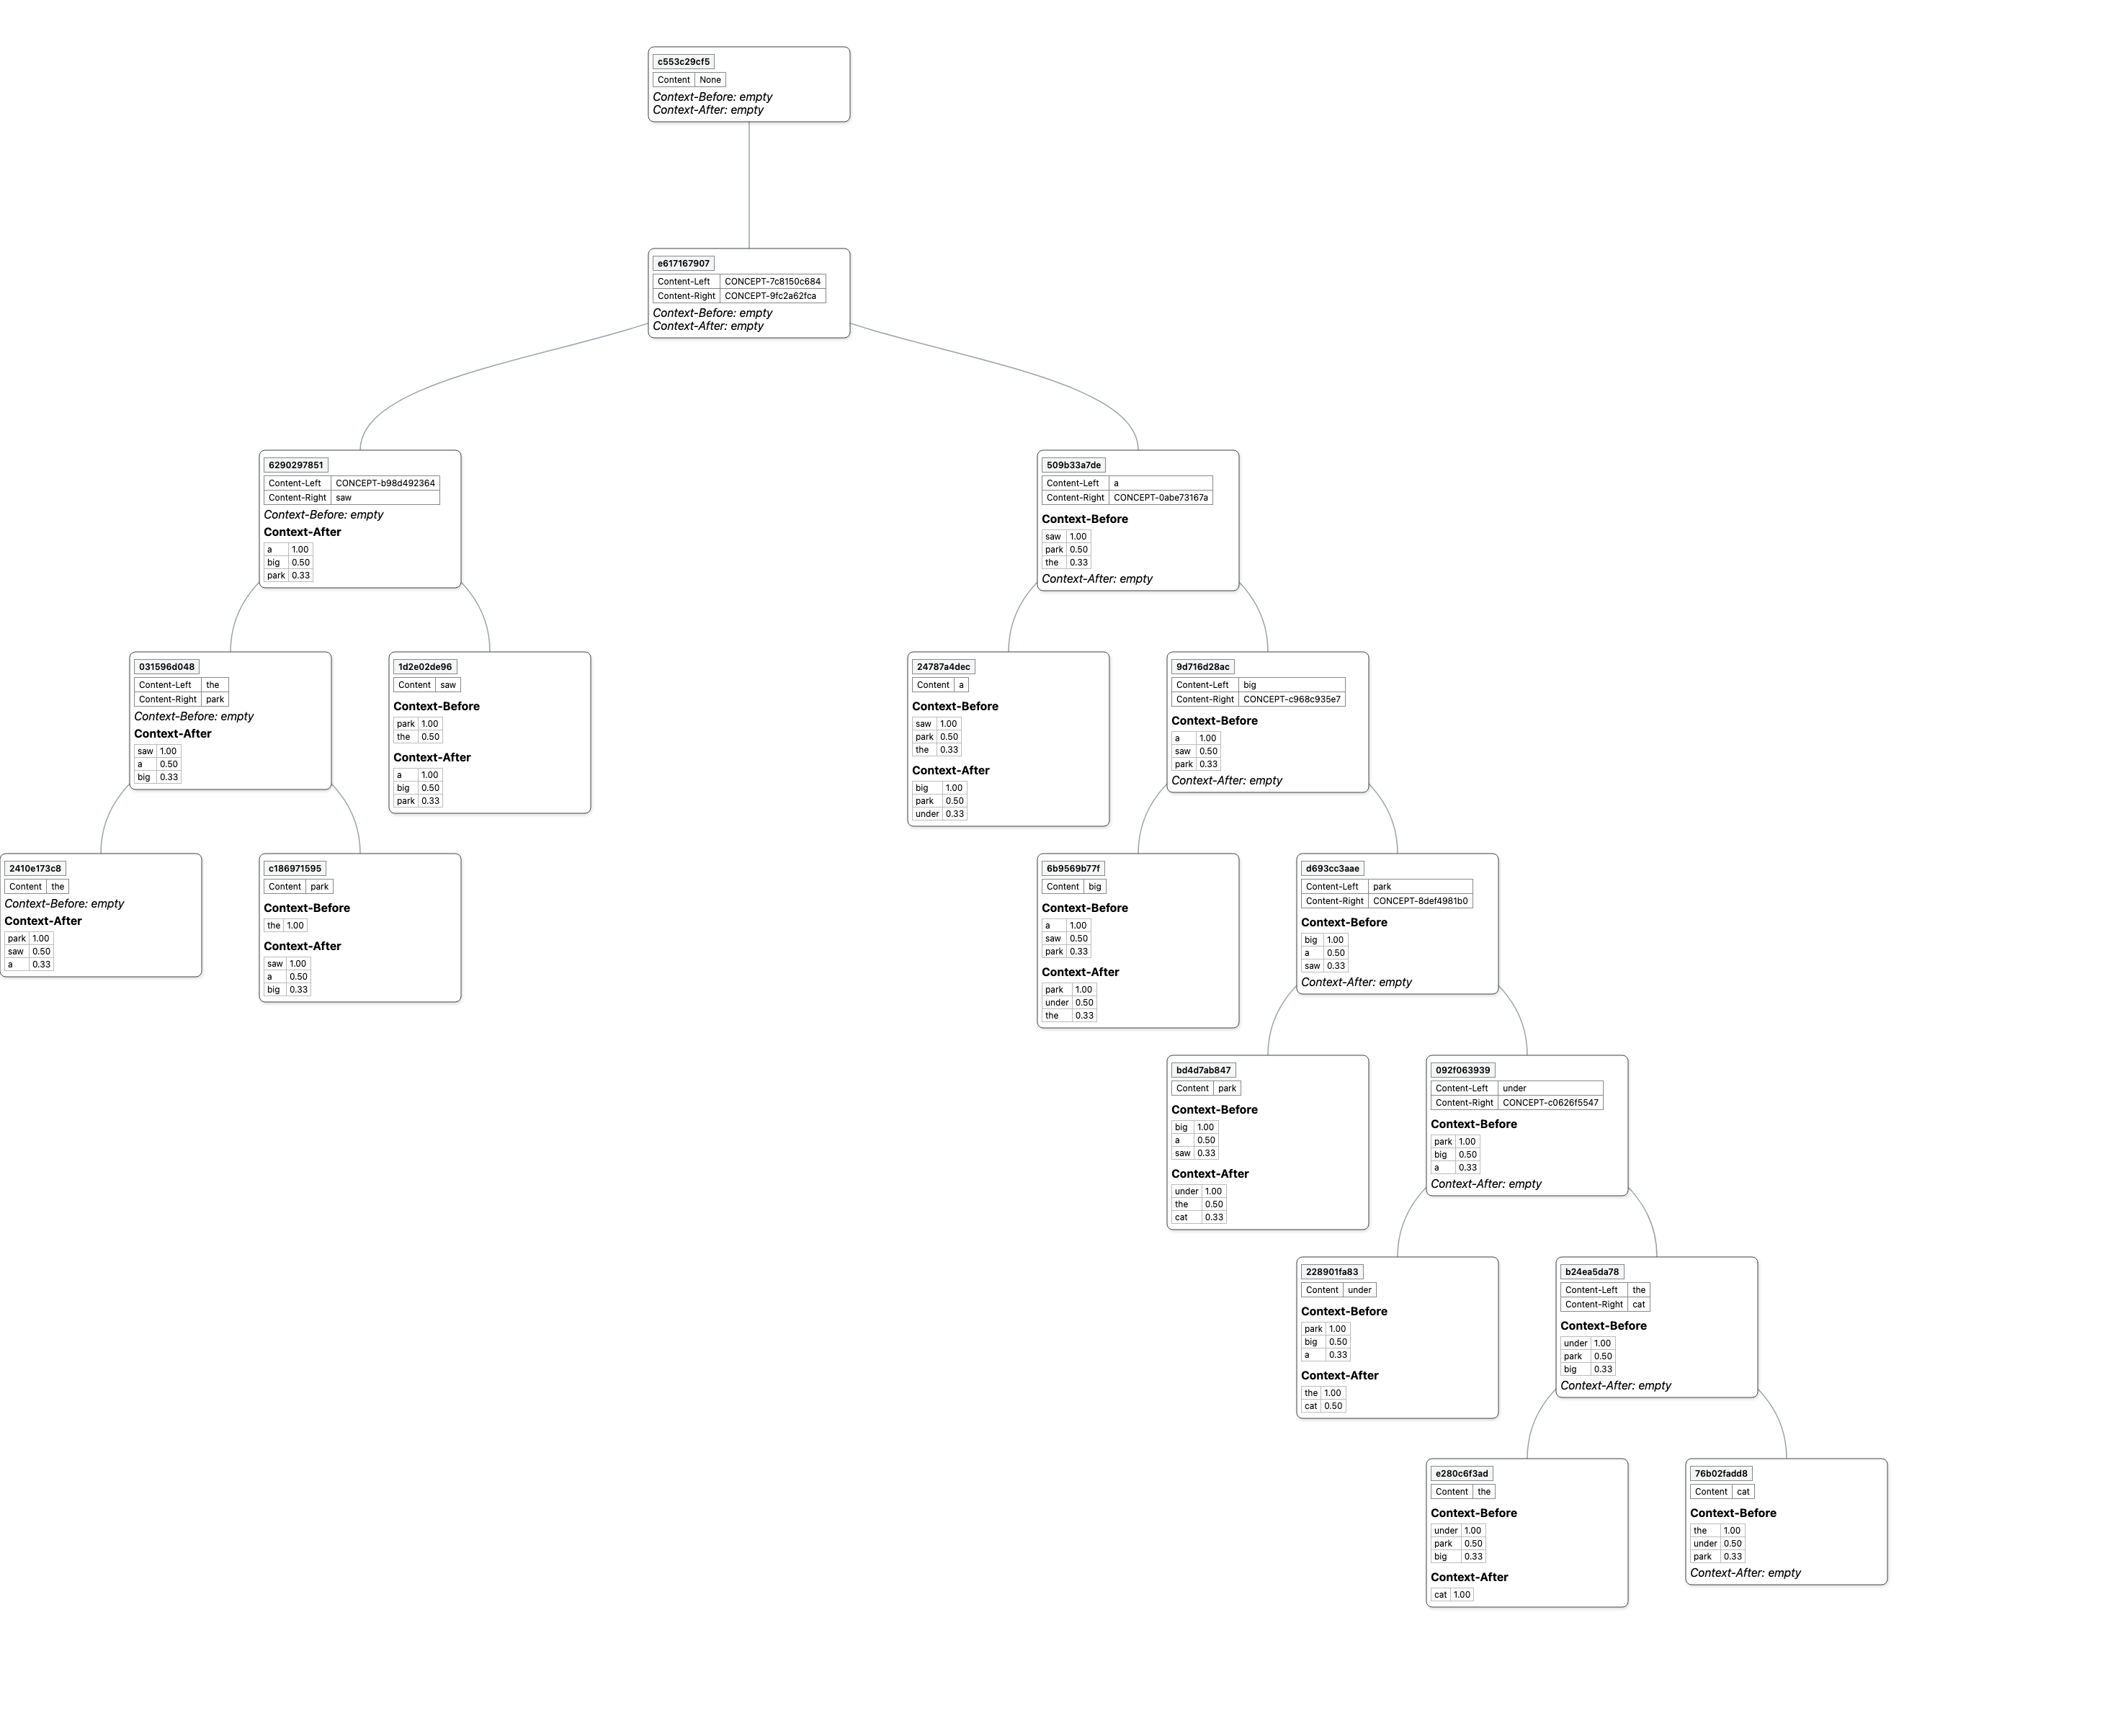 c553c29cf5
Content None
Context-Before: empty
Context-After: empty
e617167907
Content-Left CONCEPT-7c8150c684
Content-Right CONCEPT-9fc2a62fca
Context-Before: empty
Context-After: empty
6290297851
Content-Left CONCEPT-b98d492364
Content-Right saw
Context-Before: empty
Context-After
a 1.00
big 0.50
park 0.33
509b33a7de
Content-Left a
Content-Right CONCEPT-0abe73167a
Context-Before
saw 1.00
park 0.50
the 0.33
Context-After: empty
031596d048
Content-Left the
Content-Right park
Context-Before: empty
Context-After
saw 1.00
a 0.50
big 0.33
1d2e02de96
Content saw
Context-Before
park 1.00
the 0.50
Context-After
a 1.00
big 0.50
park 0.33
24787a4dec
Content a
Context-Before
saw 1.00
park 0.50
the 0.33
Context-After
big 1.00
park 0.50
under 0.33
9d716d28ac
Content-Left big
Content-Right CONCEPT-c968c935e7
Context-Before
a 1.00
saw 0.50
park 0.33
Context-After: empty
2410e173c8
Content the
Context-Before: empty
Context-After
park 1.00
saw 0.50
a 0.33
c186971595
Content park
Context-Before
the 1.00
Context-After
saw 1.00
a 0.50
big 0.33
6b9569b77f
Content big
Context-Before
a 1.00
saw 0.50
park 0.33
Context-After
park 1.00
under 0.50
the 0.33
d693cc3aae
Content-Left park
Content-Right CONCEPT-8def4981b0
Context-Before
big 1.00
a 0.50
saw 0.33
Context-After: empty
bd4d7ab847
Content park
Context-Before
big 1.00
a 0.50
saw 0.33
Context-After
under 1.00
the 0.50
cat 0.33
092f063939
Content-Left under
Content-Right CONCEPT-c0626f5547
Context-Before
park 1.00
big 0.50
a 0.33
Context-After: empty
228901fa83
Content under
Context-Before
park 1.00
big 0.50
a 0.33
Context-After
the 1.00
cat 0.50
b24ea5da78
Content-Left the
Content-Right cat
Context-Before
under 1.00
park 0.50
big 0.33
Context-After: empty
e280c6f3ad
Content the
Context-Before
under 1.00
park 0.50
big 0.33
Context-After
cat 1.00
76b02fadd8
Content cat
Context-Before
the 1.00
under 0.50
park 0.33
Context-After: empty